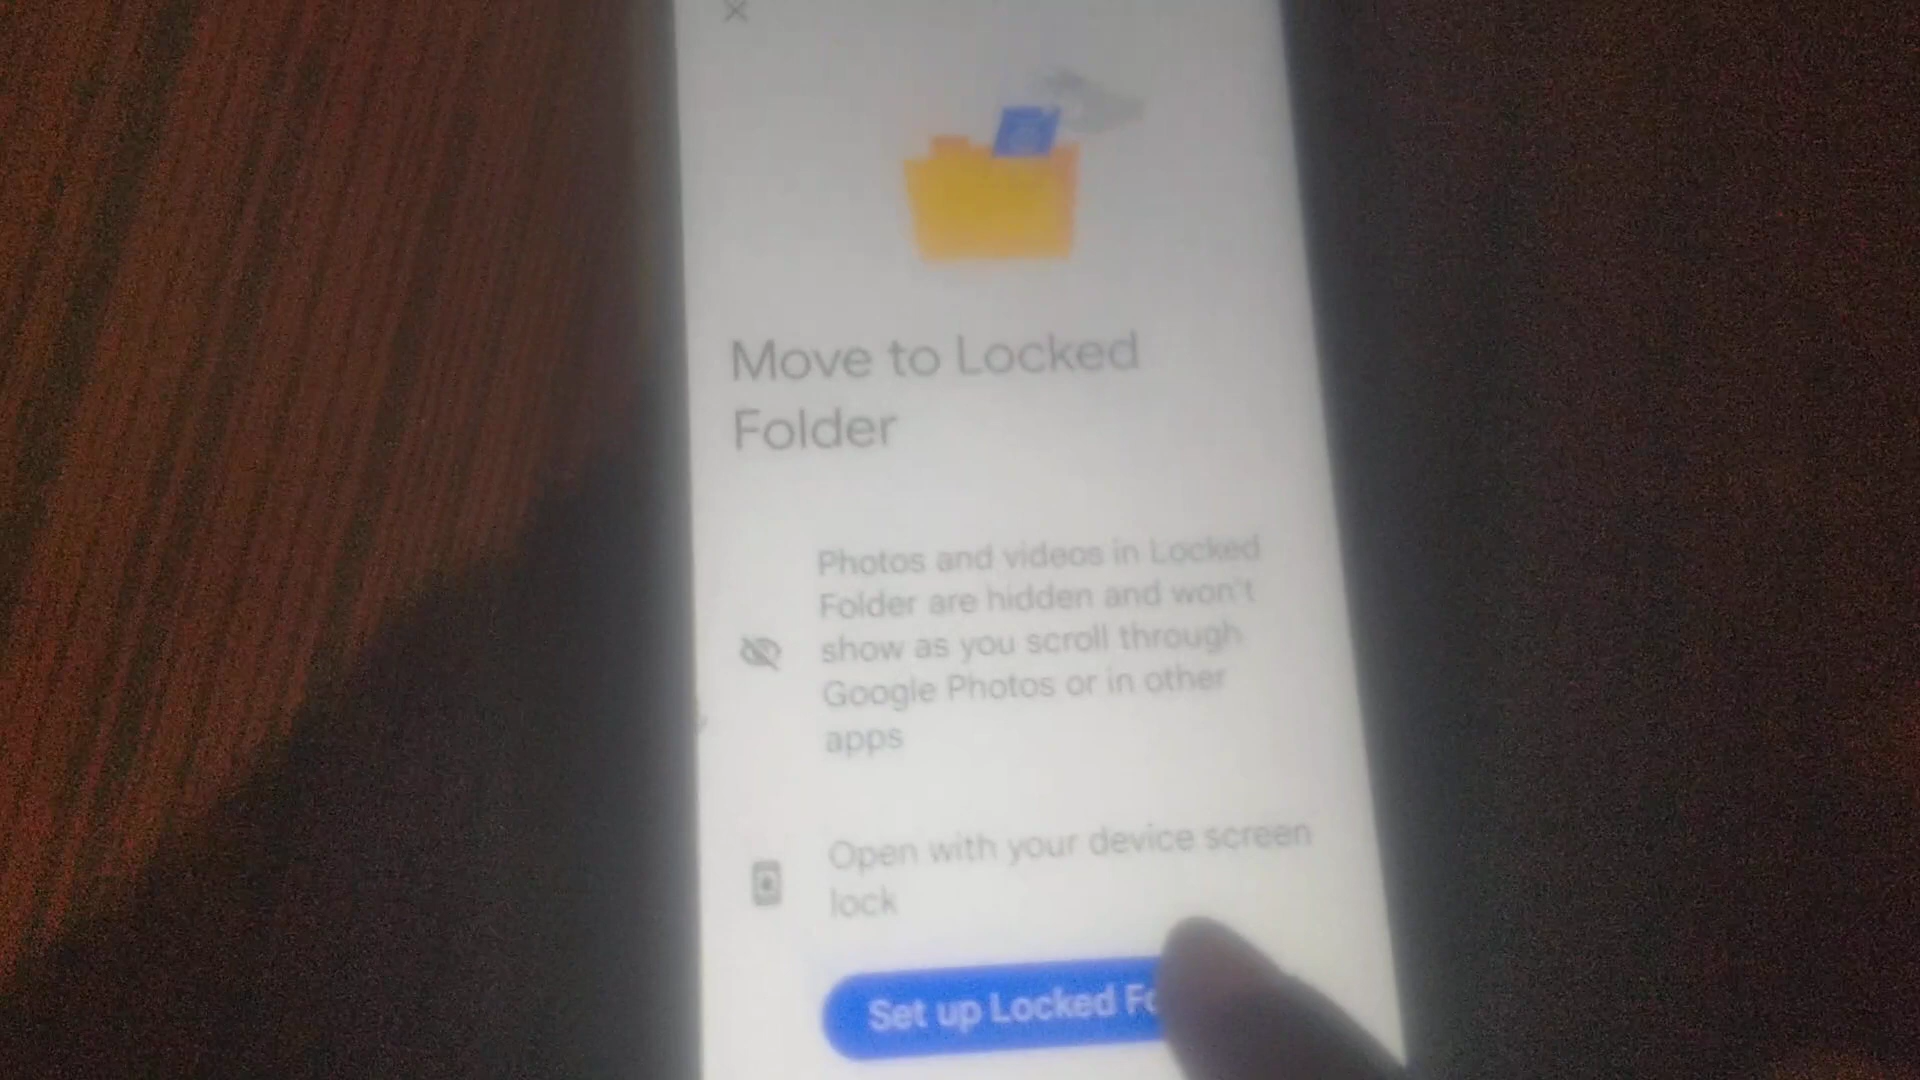 Move to Locked
Folder
Photos and videos in Locked
Folder are hidden and won't
show as you scroll through
Google Photos or in other
apps
Open with your device screen
lock
Set up Locked